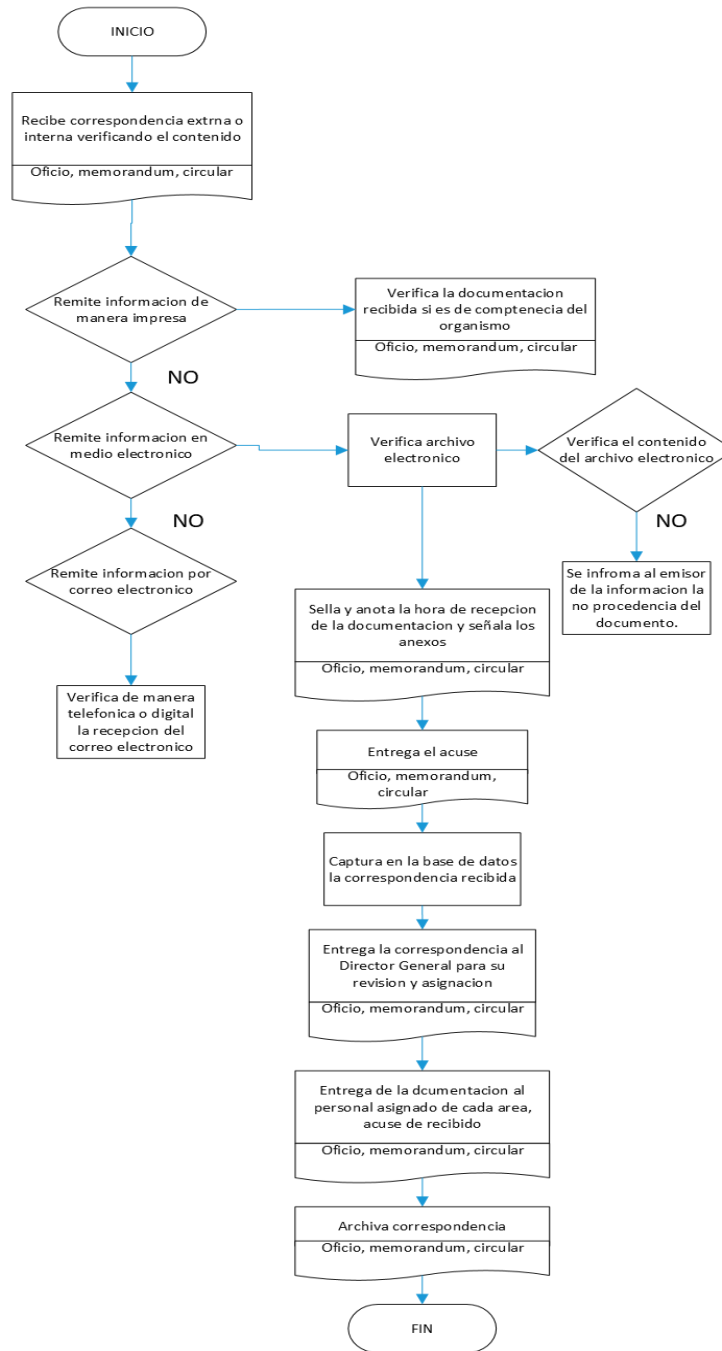 INICIO
Recibe correspondencia extrna o
interna verificando el contenido
Oficio, memorandum, circular
Remite informacion de
manera impresa
Verifica la documentacion
recibida si es de comptenecia del
organismo
Oficio, memorandum, circular
NO
Remite informacion en
medio electronico
Verifica archivo
electronico
Verifica el contenido
del archivo electronico
NO
NO
Remite informacion por
correo electronico
Se infroma al emisor
de la informacion la
no procedencia del
documento.
Sella y anota la hora de recepcion
de la documentacion y señala los
anexos
Oficio, memorandum, circular
Verifica de manera
telefonica o digital
la recepcion del
correo electronico
Entrega el acuse
Oficio, memorandum,
circular
Captura en la base de datos
la correspondencia recibida
Entrega la correspondencia al
Director General para su
revision y asignacion
Oficio, memorandum, circular
Entrega de la dcumentacion al
personal asignado de cada area,
acuse de recibido
Oficio, memorandum, circular
Archiva correspondencia
Oficio, memorandum, circular
FIN